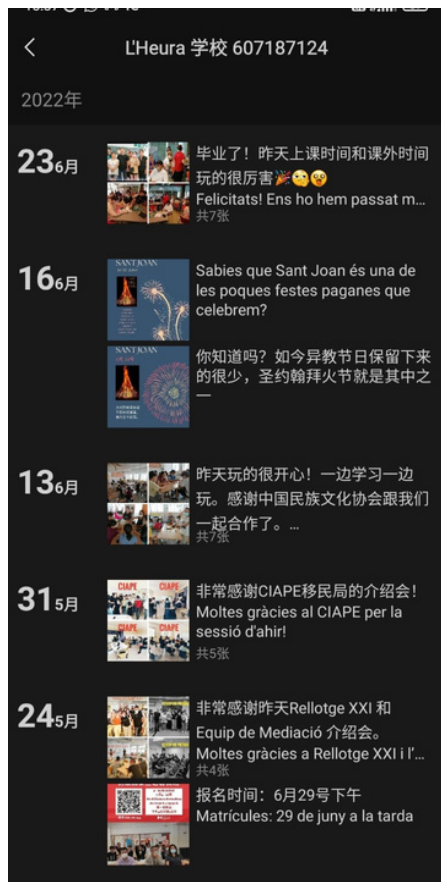 L'Heura 学校 607187124
2022年
23 6月
毕业了！昨天上课时间和课外时间
玩的很厉害🎉🧐😲
Felicitats! Ens ho hem passat m...
共7张
16 6月
SANT JOAN
Sabies que Sant Joan és una de
les poques festes paganes que
celebrem?
SANT JOAN
你知道吗？如今异教节日保留下来
的很少，圣约翰拜火节就是其中之
一
13 6月
昨天玩的很开心！一边学习一边
玩。感谢中国民族文化协会跟我们
一起合作了。...
共7张
31 5月
CIAPE CIAPE
CIAPE CIAPE
非常感谢CIAPE移民局的介绍会！
Moltes gràcies al CIAPE per la
sessió d'ahir!
共5张
24 5月
非常感谢昨天Rellotge XXI 和
Equip de Mediació 介绍会。
Moltes gràcies a Rellotge XXI i l'...
共4张
报名时间：6月29号下午
Matrícules: 29 de juny a la tarda